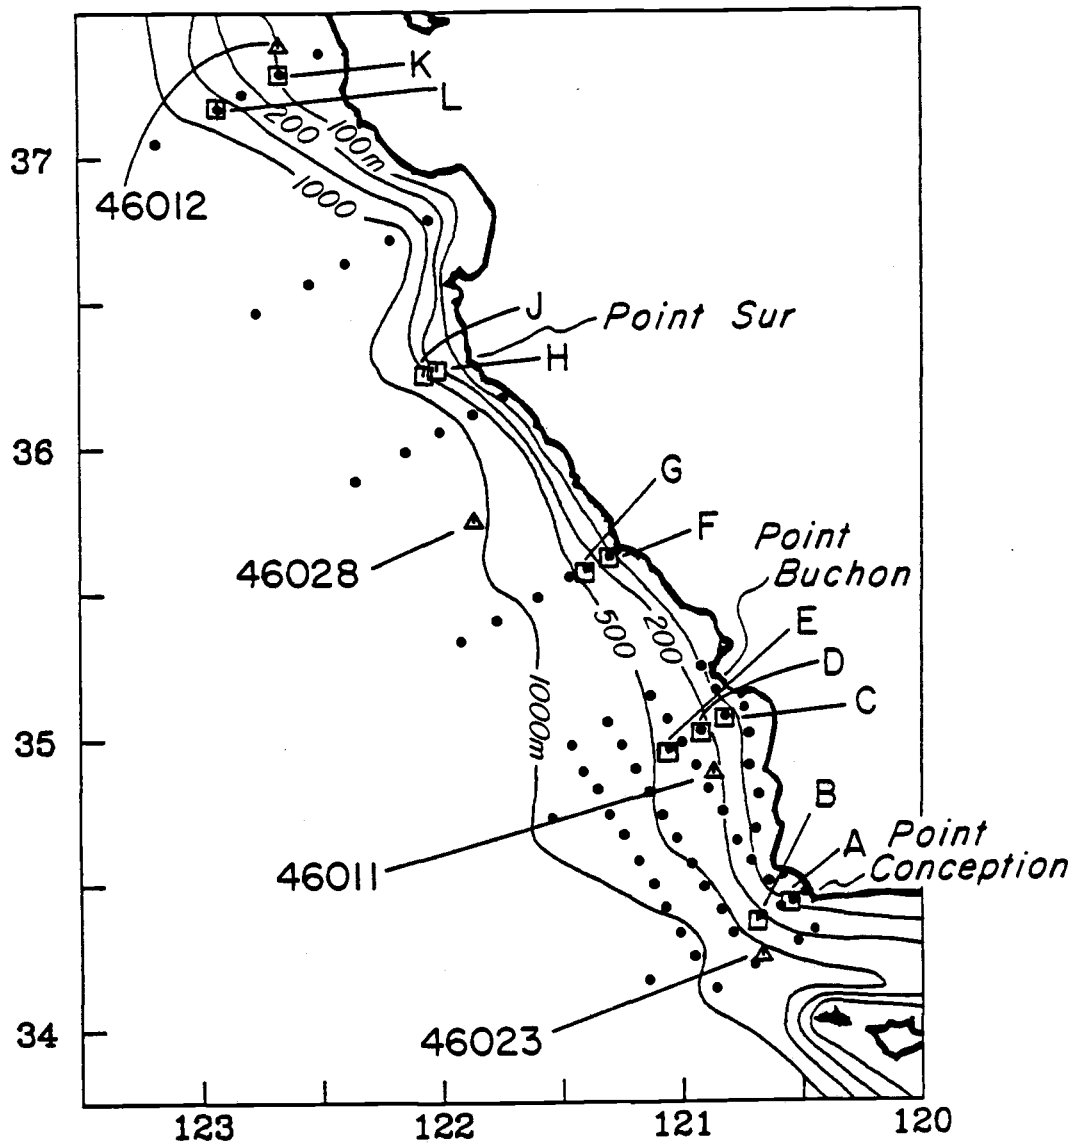 K
L
200
100m
37
1000
46012
J
Point Sur
H
36
G
F
Point
Buchon
46028
E
500
200
D
C
1000m
35
B
A Point
Conception
46011
34
46023
123
122
121
120